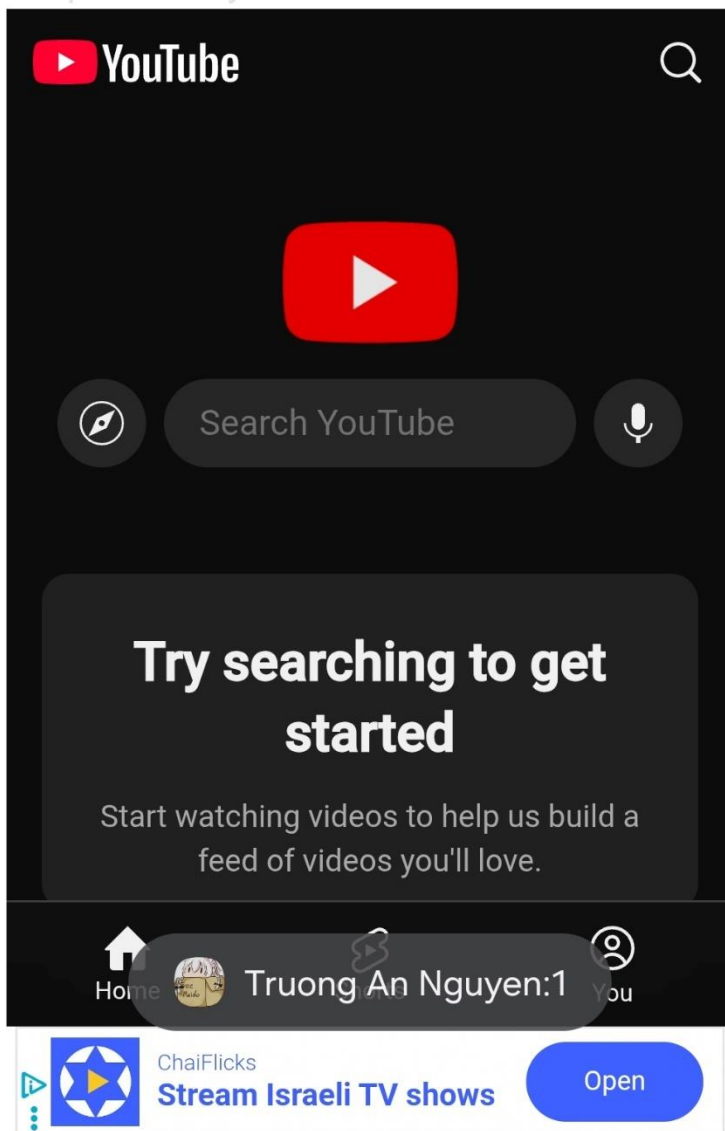 YouTube
Search YouTube
Try searching to get
started
Start watching videos to help us build a
feed of videos you'll love.
Home
Shorts
You
Truong An Nguyen:1
ChaiFlicks
Stream Israeli TV shows
Open